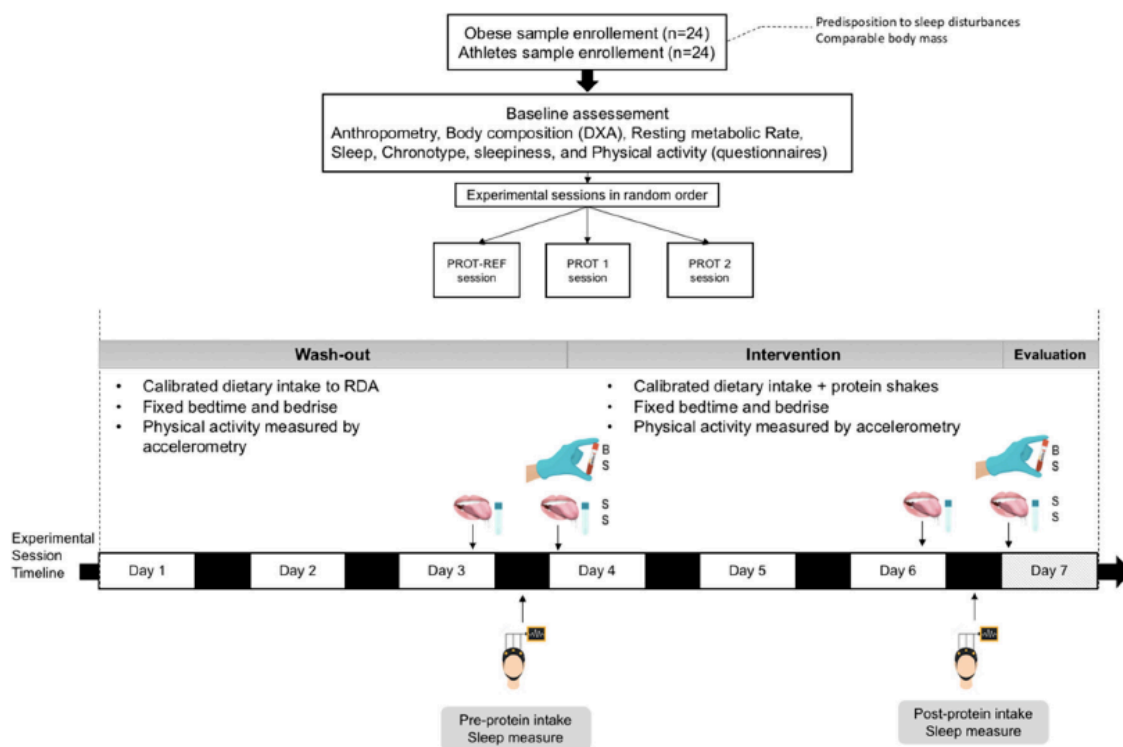 Obese sample enrollement (n=24)
Athletes sample enrollement (n=24)
Predisposition to sleep disturbances
Comparable body mass
Baseline assessement
Anthropometry, Body composition (DXA), Resting metabolic Rate,
Sleep, Chronotype, sleepiness, and Physical activity (questionnaires)
Experimental sessions in random order
PROT-REF
session
PROT 1
session
PROT 2
session
Wash-out
Intervention
Evaluation
• Calibrated dietary intake to RDA
• Fixed bedtime and bedrise
• Physical activity measured by
accelerometry
• Calibrated dietary intake + protein shakes
• Fixed bedtime and bedrise
• Physical activity measured by
accelerometry
B
S
S
S
B
S
S
S
Experimental
Session
Timeline
Day 1
Day 2
Day 3
Day 4
Day 5
Day 6
Day 7
Pre-protein intake
Sleep measure
Post-protein intake
Sleep measure